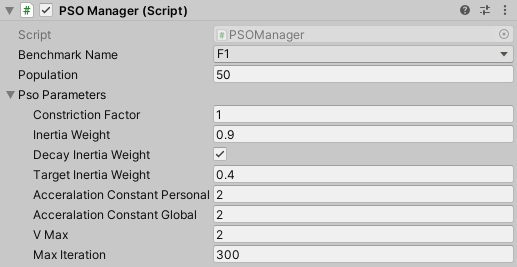 # PSO Manager (Script)
Script # PSOManager
Benchmark Name F1
Population 50
Pso Parameters
Constriction Factor 1
Inertia Weight 0.9
Decay Inertia Weight
Target Inertia Weight 0.4
Acceralation Constant Personal 2
Acceralation Constant Global 2
V Max 2
Max Iteration 300